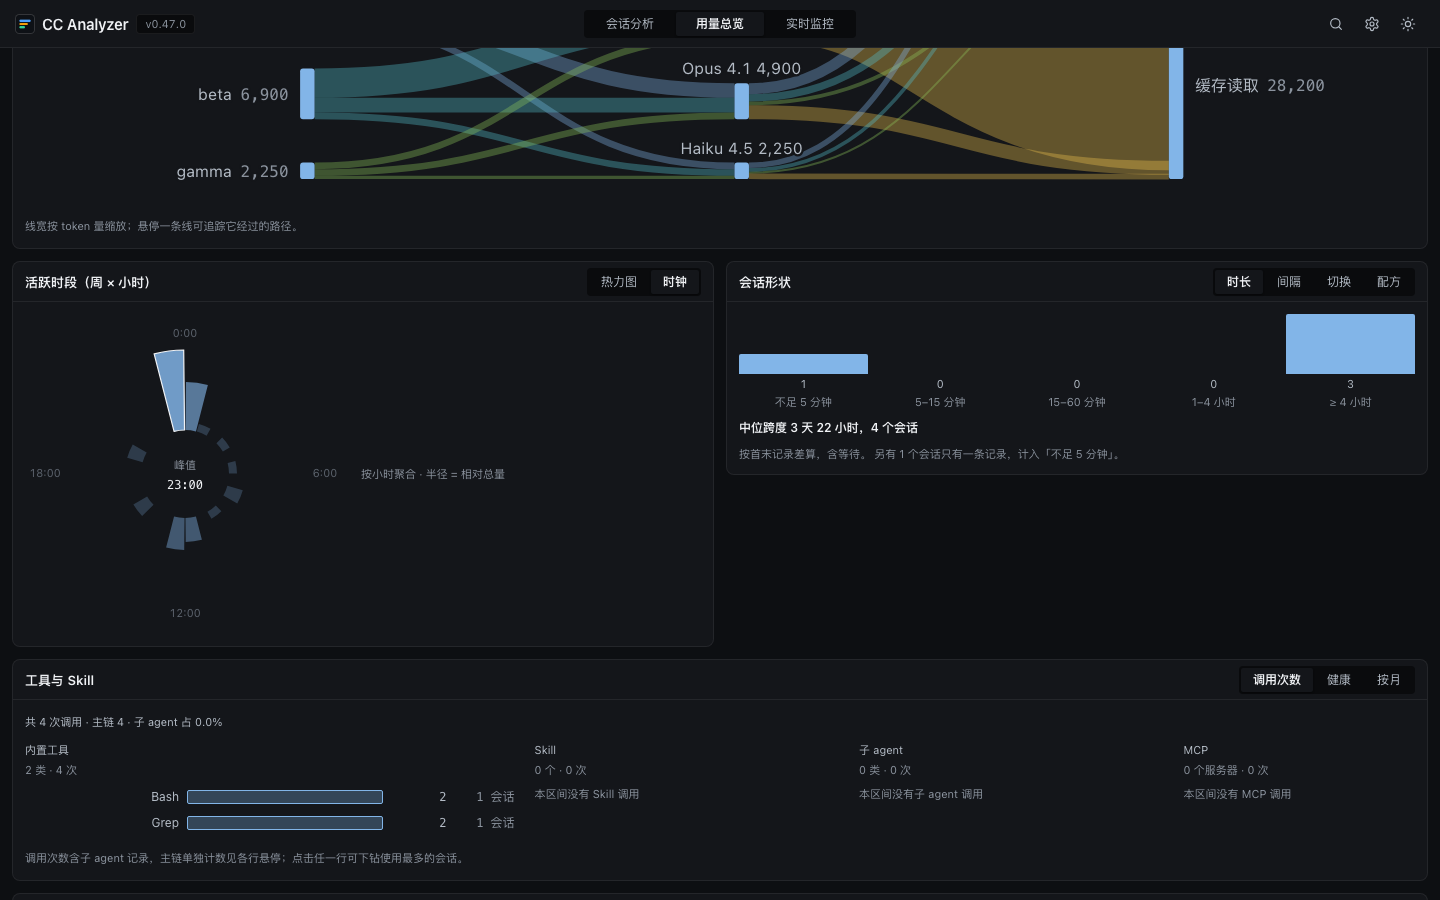 CC Analyzer v0.47.0 会话分析 用量总览 实时监控
Opus 4.1 4,900
beta 6,900
缓存读取 28,200
Haiku 4.5 2,250
gamma 2,250
线宽按 token 量缩放；悬停一条线可追踪它经过的路径。
活跃时段（周 × 小时） 热力图 时钟
0:00
18:00
峰值
23:00
6:00
按小时聚合 · 半径 = 相对总量
12:00
会话形状 时长 间隔 切换 配方
1 0 0 0 3
不足 5 分钟 5–15 分钟 15–60 分钟 1–4 小时 ≥ 4 小时
中位跨度 3 天 22 小时，4 个会话
按首末记录差算，含等待。 另有 1 个会话只有一条记录，计入「不足 5 分钟」。
工具与 Skill 调用次数 健康 按月
共 4 次调用 · 主链 4 · 子 agent 占 0.0%
内置工具
2 类 · 4 次
Bash 2 1 会话
Grep 2 1 会话
Skill
0 个 · 0 次
本区间没有 Skill 调用
子 agent
0 类 · 0 次
本区间没有子 agent 调用
MCP
0 个服务器 · 0 次
本区间没有 MCP 调用
调用次数含子 agent 记录，主链单独计数见各行悬停；点击任一行可下钻使用最多的会话。